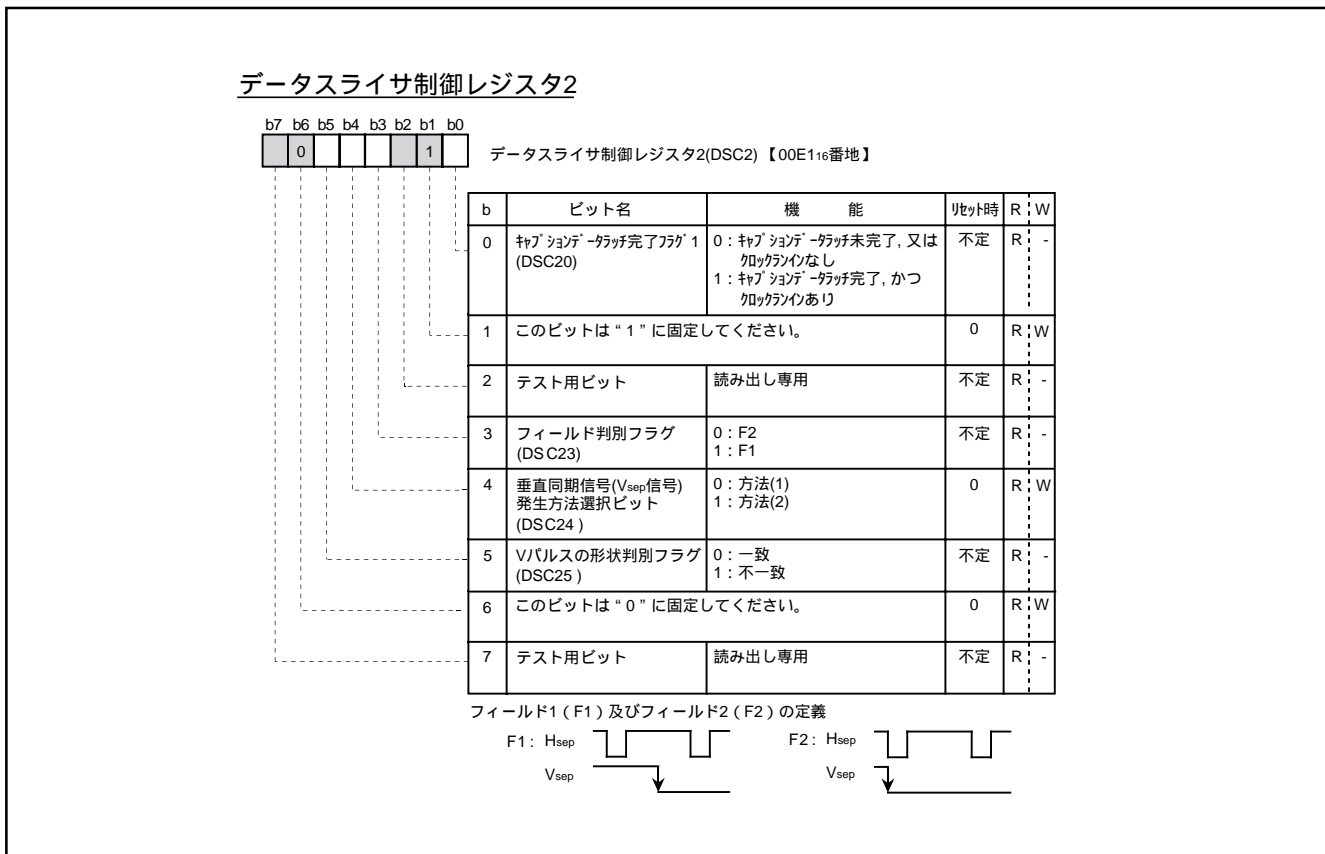 データスライサ制御レジスタ2
b7 b6 b5 b4 b3 b2 b1 b0
0 1
データスライサ制御レジスタ2(DSC2) 【00E116番地】
b ビット名 機 能 ﾘｾｯﾄ時 R W
0 ｷｬﾌﾟｼｮﾝﾃﾞｰﾀﾗｯﾁ完了ﾌﾗｸﾞ1 0 : ｷｬﾌﾟｼｮﾝﾃﾞｰﾀﾗｯﾁ未完了, 又は 不定 R -
(DSC20) ｸﾛｯｸﾗﾝｲﾝなし
1 : ｷｬﾌﾟｼｮﾝﾃﾞｰﾀﾗｯﾁ完了, かつ
ｸﾛｯｸﾗﾝｲﾝあり
1 このビットは “ 1 ” に固定してください。 0 R W
2 テスト用ビット 読み出し専用 不定 R -
3 フィールド判別フラグ 0 : F2 不定 R -
(DSC23) 1 : F1
4 垂直同期信号(Vsep信号) 0 : 方法(1) 0 R W
発生方法選択ビット 1 : 方法(2)
(DSC24 )
5 Vパルスの形状判別フラグ 0 : 一致 不定 R -
(DSC25 ) 1 : 不一致
6 このビットは “ 0 ” に固定してください。 0 R W
7 テスト用ビット 読み出し専用 不定 R -
フィールド1 ( F1 ) 及びフィールド2 ( F2 ) の定義
F1 : Hsep F2 : Hsep
Vsep Vsep